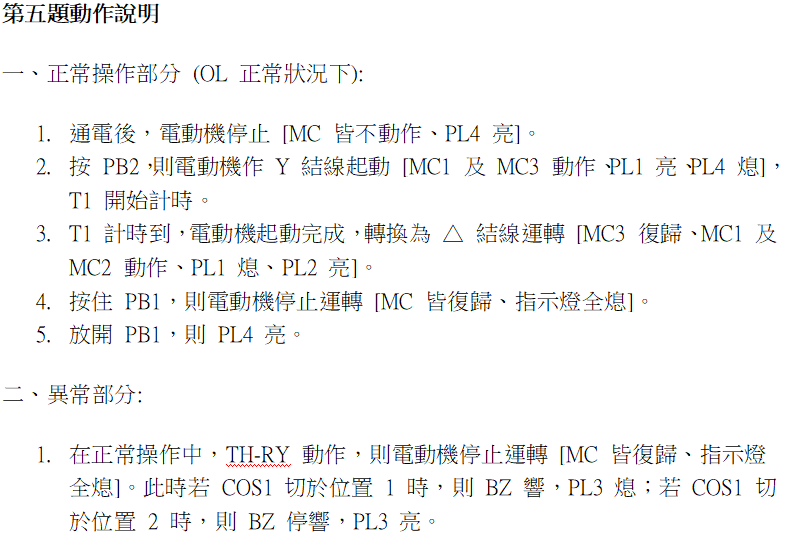 第五題動作說明
一、正常操作部分 (OL 正常狀況下):
1. 通電後，電動機停止 [MC 皆不動作、PL4 亮]。
2. 按 PB2，則電動機作 Y 結線起動 [MC1 及 MC3 動作、PL1 亮、PL4 熄]，
T1 開始計時。
3. T1 計時到，電動機起動完成，轉換為 △ 結線運轉 [MC3 復歸、MC1 及
MC2 動作、PL1 熄、PL2 亮]。
4. 按住 PB1，則電動機停止運轉 [MC 皆復歸、指示燈全熄]。
5. 放開 PB1，則 PL4 亮。
二、異常部分:
1. 在正常操作中，TH-RY 動作，則電動機停止運轉 [MC 皆復歸、指示燈
全熄]。此時若 COS1 切於位置 1 時，則 BZ 響，PL3 熄；若 COS1 切
於位置 2 時，則 BZ 停響，PL3 亮。